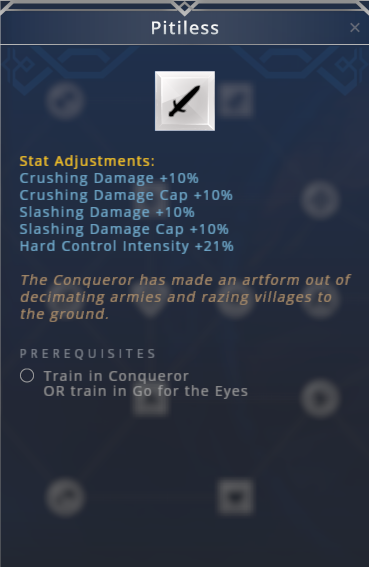 Pitiless
Stat Adjustments:
Crushing Damage +10%
Crushing Damage Cap +10%
Slashing Damage +10%
Slashing Damage Cap +10%
Hard Control Intensity +21%
The Conqueror has made an artform out of
decimating armies and razing villages to
the ground.
PREREQUISITES
Train in Conqueror
OR train in Go for the Eyes